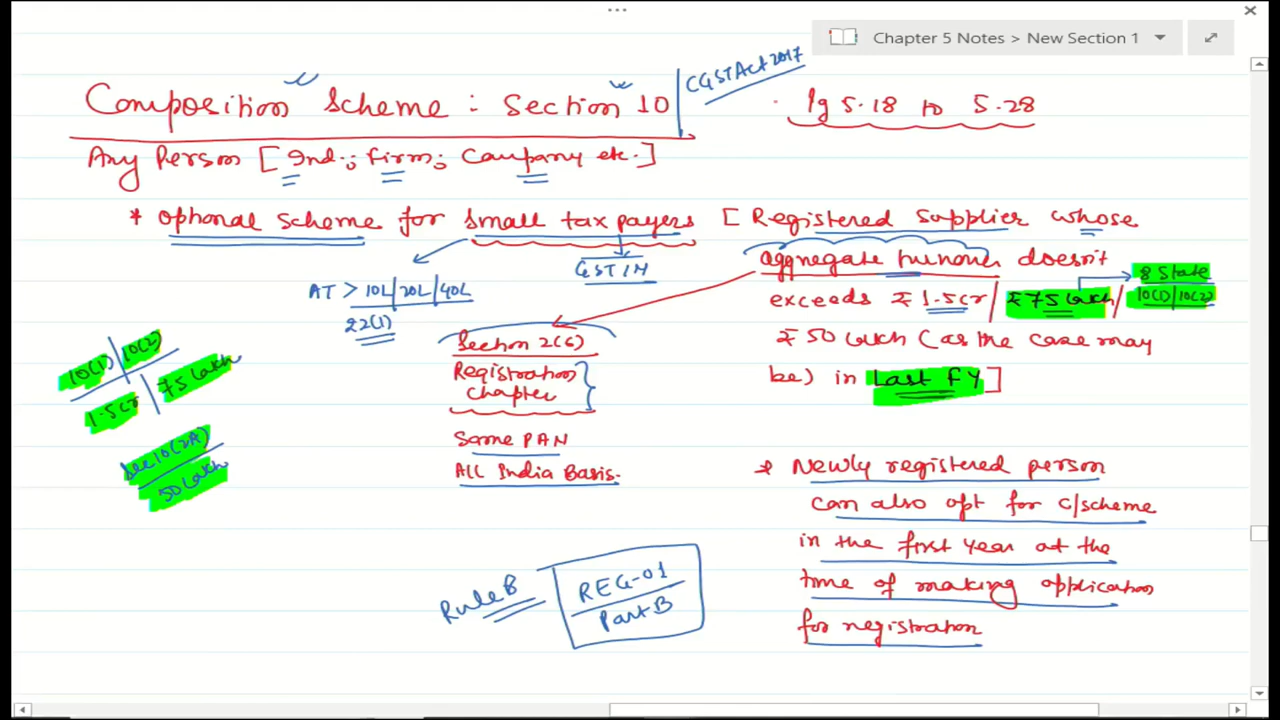 Chapter 5 Notes > New Section 1
Composition Scheme : Section 10
CGST Act 2017
Pg 5.18 to 5.28
Any Person [ Ind.; Firm; Company etc. ]
* Optional Scheme for Small tax payers [ Registered Supplier whose
aggregate turnover doesn't
exceeds ₹ 1.5cr / ₹ 75 Lakh /
8 State
10(1) | 10(2)
₹ 50 Lakh ( as the case may
be) in Last FY ]
GSTIN
AT > 10L | 20L | 40L
22(1)
Section 2(6)
Registration
Chapter
Same PAN
All India Basis.
10(1) | 10(2)
1.5cr | 75 Lakh
Sec 10(2A)
50 Lakh
* Newly registered person
can also opt for c/scheme
in the first year at the
time of making application
for registration
Rule 8
REG-01
Part B